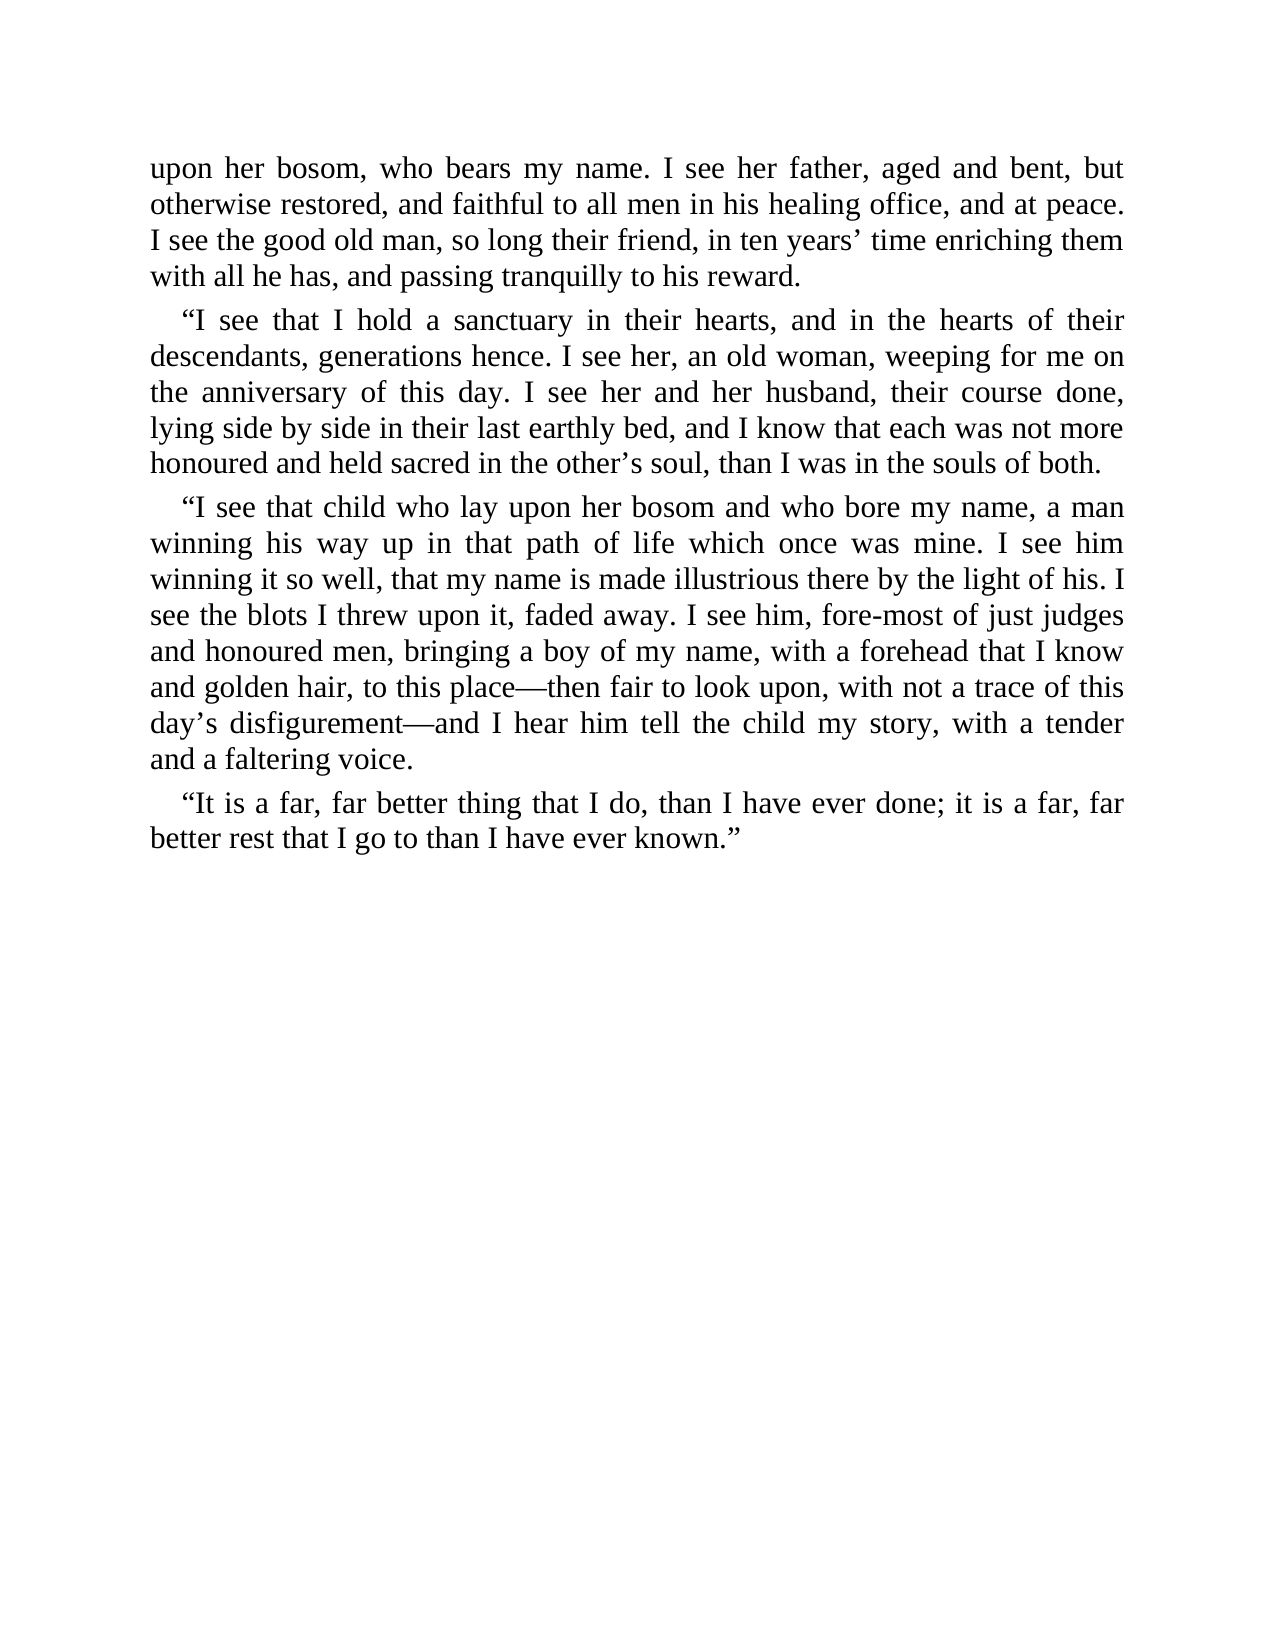 upon her bosom, who bears my name. I see her father, aged and bent, but
otherwise restored, and faithful to all men in his healing office, and at peace.
I see the good old man, so long their friend, in ten years’ time enriching them
with all he has, and passing tranquilly to his reward.
“I see that I hold a sanctuary in their hearts, and in the hearts of their
descendants, generations hence. I see her, an old woman, weeping for me on
the anniversary of this day. I see her and her husband, their course done,
lying side by side in their last earthly bed, and I know that each was not more
honoured and held sacred in the other’s soul, than I was in the souls of both.
“I see that child who lay upon her bosom and who bore my name, a man
winning his way up in that path of life which once was mine. I see him
winning it so well, that my name is made illustrious there by the light of his. I
see the blots I threw upon it, faded away. I see him, fore-most of just judges
and honoured men, bringing a boy of my name, with a forehead that I know
and golden hair, to this place—then fair to look upon, with not a trace of this
day’s disfigurement—and I hear him tell the child my story, with a tender
and a faltering voice.
“It is a far, far better thing that I do, than I have ever done; it is a far, far
better rest that I go to than I have ever known.”